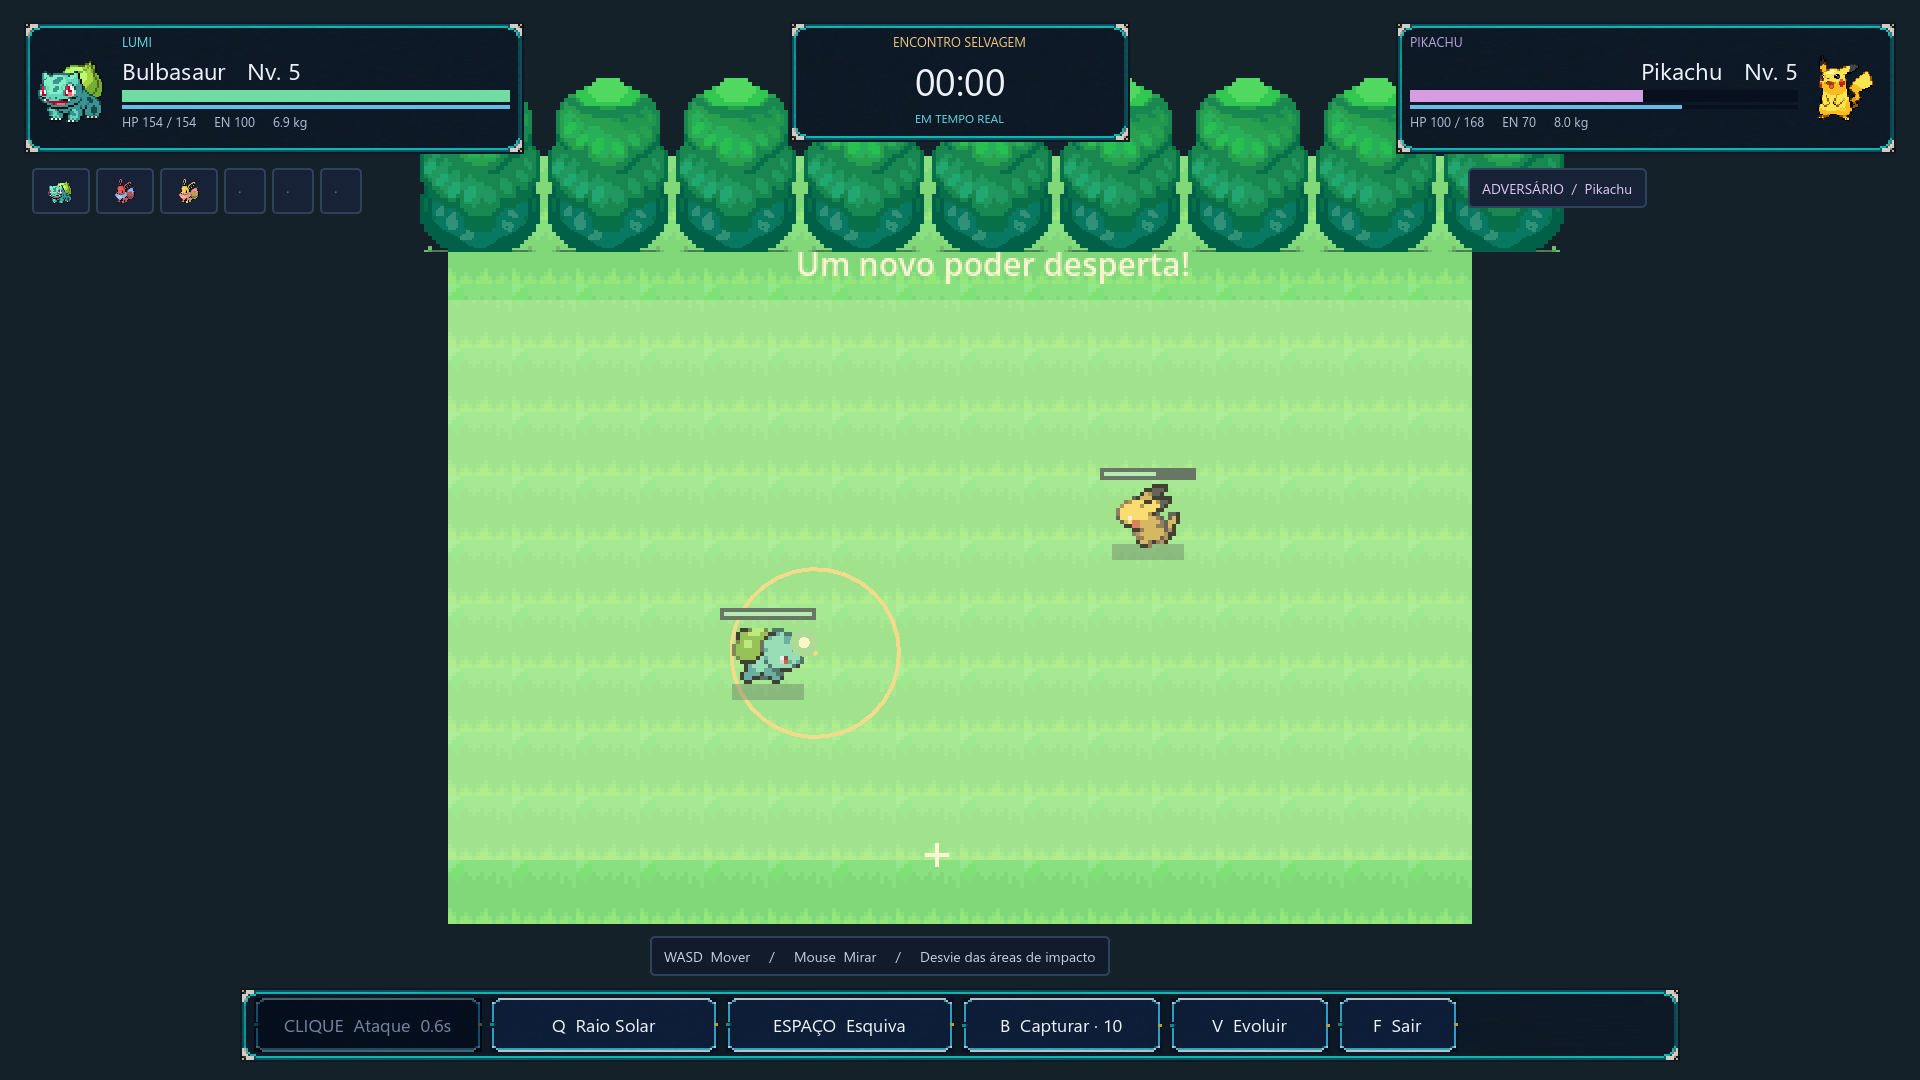 LUMI
Bulbasaur Nv. 5
HP 154 / 154 EN 100 6.9 kg
ENCONTRO SELVAGEM
00:00
EM TEMPO REAL
PIKACHU
Pikachu Nv. 5
HP 100 / 168 EN 70 8.0 kg
ADVERSÁRIO / Pikachu
Um novo poder desperta!
WASD Mover / Mouse Mirar / Desvie das áreas de impacto
CLIQUE Ataque 0.6s
Q Raio Solar
ESPAÇO Esquiva
B Capturar · 10
V Evoluir
F Sair